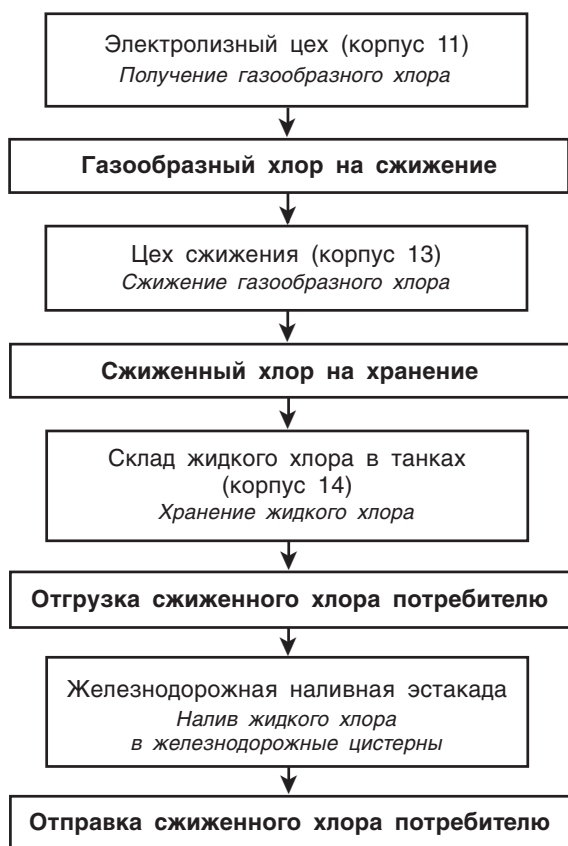 Электролизный цех (корпус 11)
Получение газообразного хлора
Газообразный хлор на сжижение
Цех сжижения (корпус 13)
Сжижение газообразного хлора
Сжиженный хлор на хранение
Склад жидкого хлора в танках
(корпус 14)
Хранение жидкого хлора
Отгрузка сжиженного хлора потребителю
Железнодорожная наливная эстакада
Налив жидкого хлора
в железнодорожные цистерны
Отправка сжиженного хлора потребителю